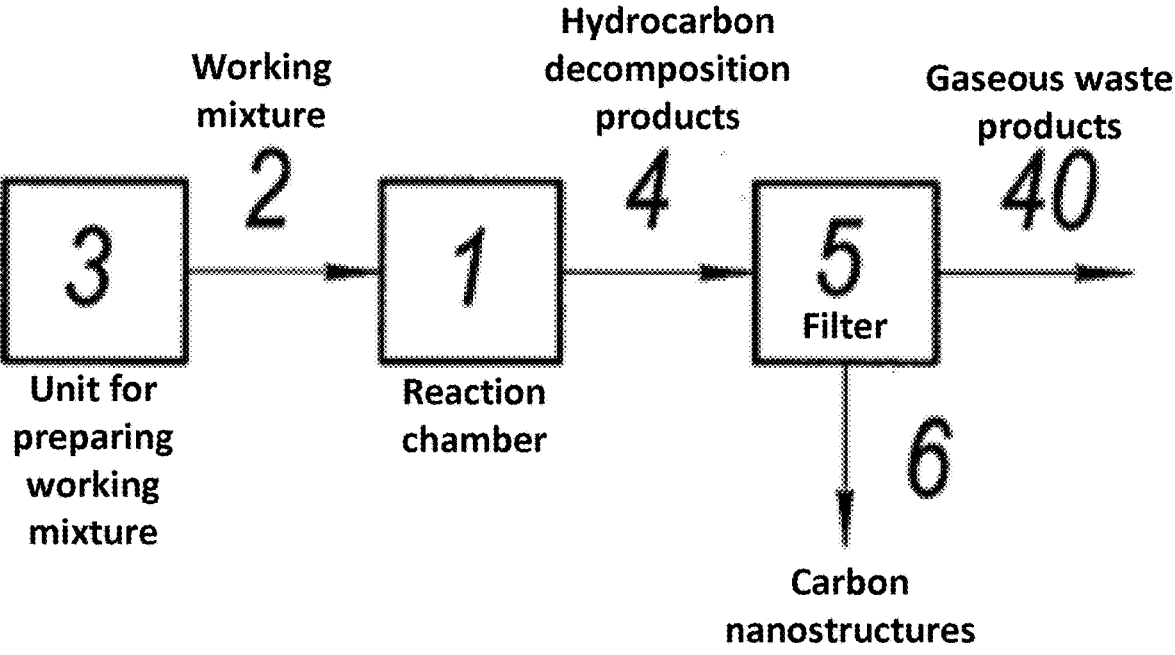 Working
mixture
2
Hydrocarbon
decomposition
products
4
Gaseous waste
products
40
3
Unit for
preparing
working
mixture
1
Reaction
chamber
5
Filter
6
Carbon
nanostructures